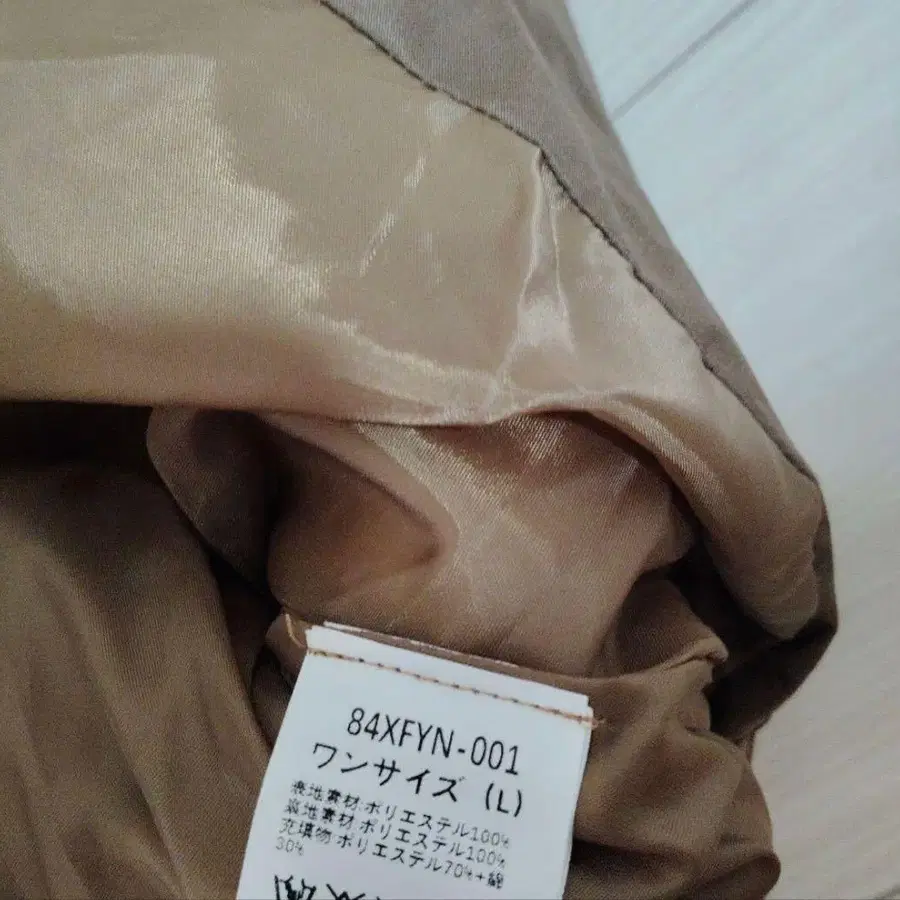 84XFYN-001
ワンサイズ (L)
表地素材:ポリエステル100%
裏地素材:ポリエステル100%
充填物:ポリエステル70%+綿
30%